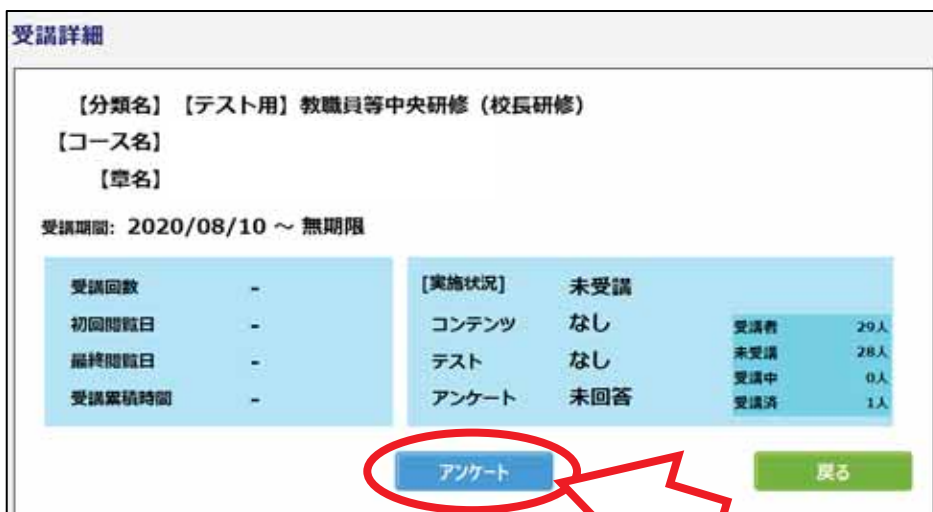 受講詳細
【分類名】【テスト用】教職員等中央研修（校長研修）
【コース名】
【章名】
受講期間: 2020/08/10 ～ 無期限
受講回数 -
初回閲覧日 -
最終閲覧日 -
受講累積時間 -
[実施状況] 未受講
コンテンツ なし
テスト なし
アンケート 未回答
受講者 29人
未受講 28人
受講中 0人
受講済 1人
アンケート
戻る